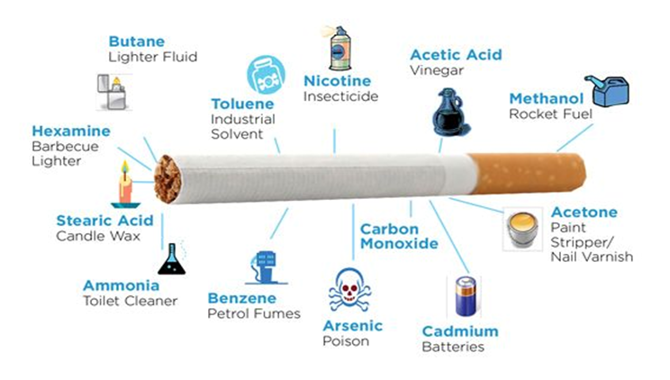 Butane
Lighter Fluid
Toluene
Industrial
Solvent
Nicotine
Insecticide
Acetic Acid
Vinegar
Methanol
Rocket Fuel
Hexamine
Barbecue
Lighter
Stearic Acid
Candle Wax
Ammonia
Toilet Cleaner
Benzene
Petrol Fumes
Arsenic
Poison
Carbon
Monoxide
Cadmium
Batteries
Acetone
Paint
Stripper/
Nail Varnish